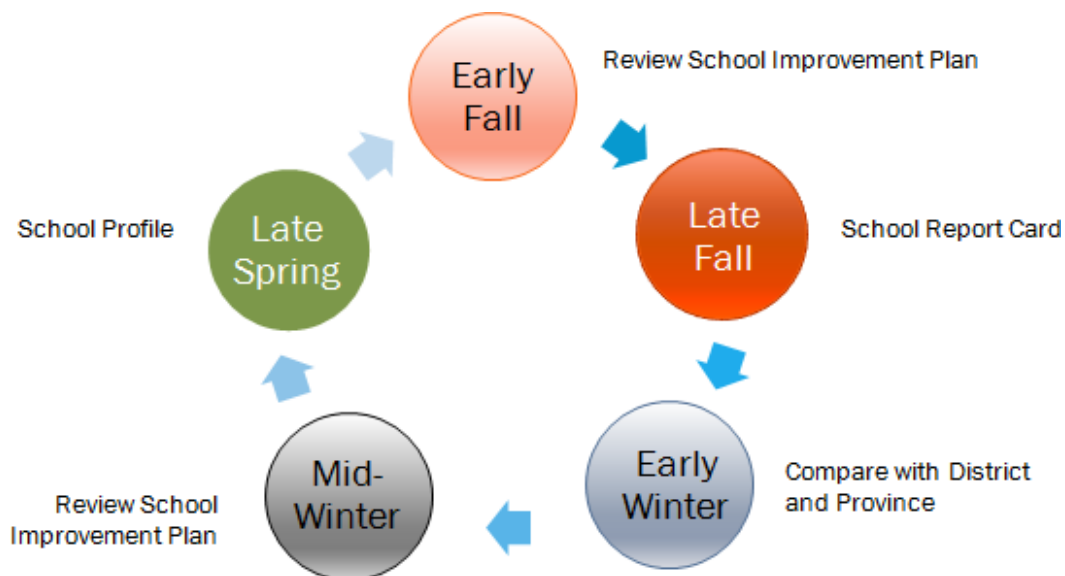 Early
Fall
Review School Improvement Plan
Late
Fall
School Report Card
Early
Winter
Compare with District
and Province
Mid-
Winter
Review School
Improvement Plan
Late
Spring
School Profile